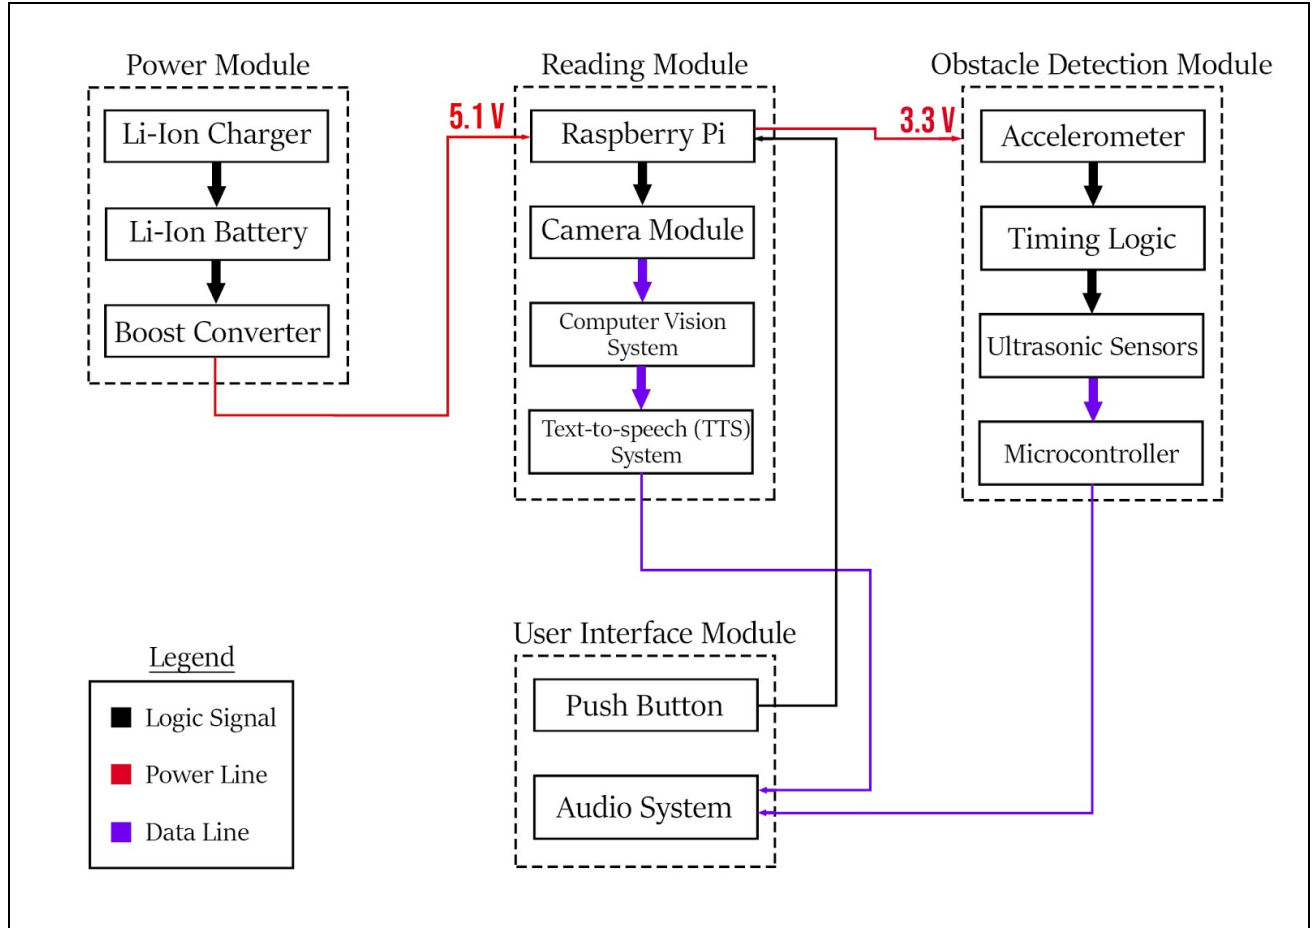 Power Module
Li-Ion Charger
Li-Ion Battery
Boost Converter
5.1 V
Reading Module
Raspberry Pi
Camera Module
Computer Vision
System
Text-to-speech (TTS)
System
3.3 V
Obstacle Detection Module
Accelerometer
Timing Logic
Ultrasonic Sensors
Microcontroller
User Interface Module
Push Button
Audio System
Legend
Logic Signal
Power Line
Data Line